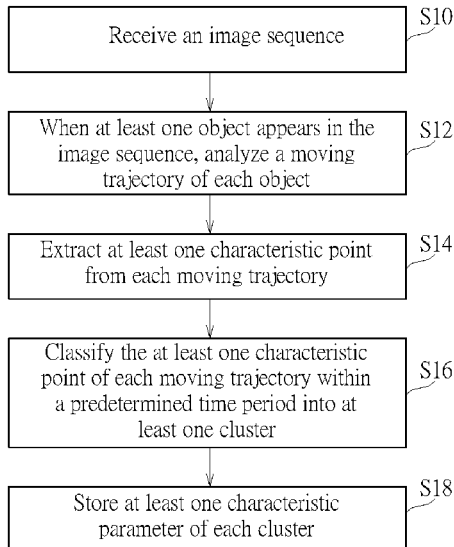 Receive an image sequence
S10
When at least one object appears in the
image sequence, analyze a moving
trajectory of each object
S12
Extract at least one characteristic point
from each moving trajectory
S14
Classify the at least one characteristic
point of each moving trajectory within
a predetermined time period into at
least one cluster
S16
Store at least one characteristic
parameter of each cluster
S18